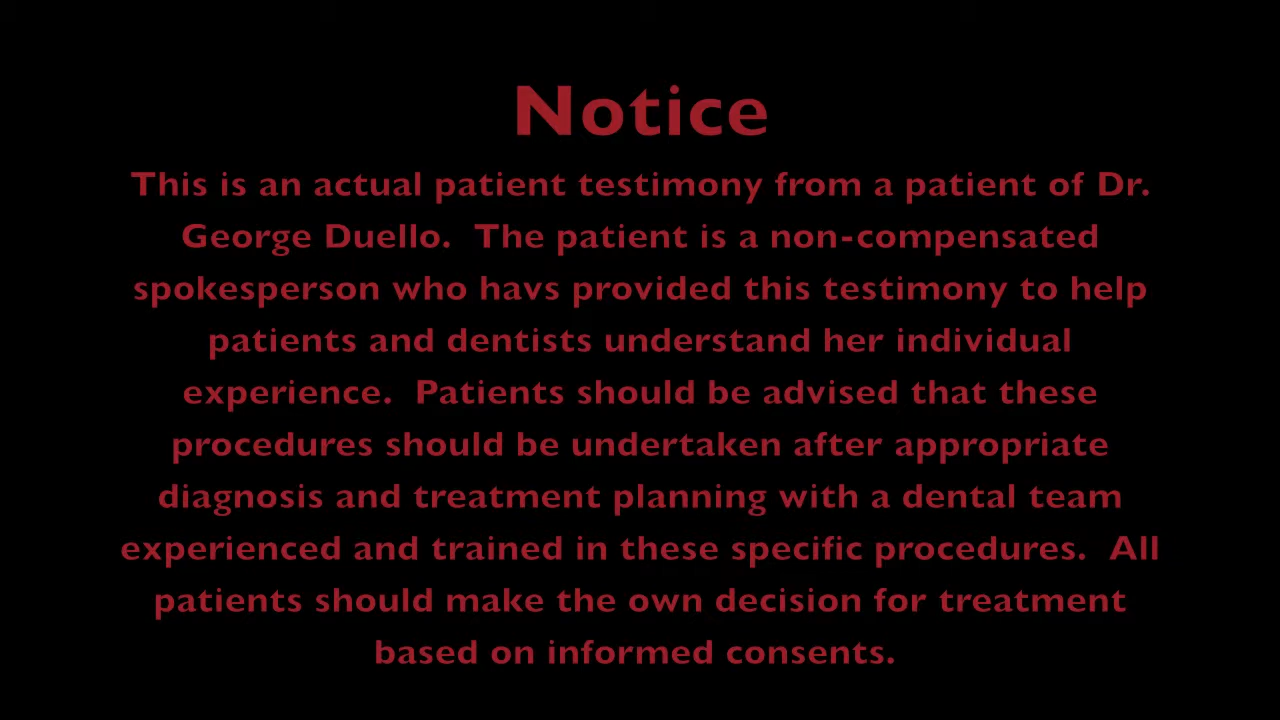 Notice
This is an actual patient testimony from a patient of Dr.
George Duello.  The patient is a non-compensated
spokesperson who havs provided this testimony to help
patients and dentists understand her individual
experience.  Patients should be advised that these
procedures should be undertaken after appropriate
diagnosis and treatment planning with a dental team
experienced and trained in these specific procedures.  All
patients should make the own decision for treatment
based on informed consents.